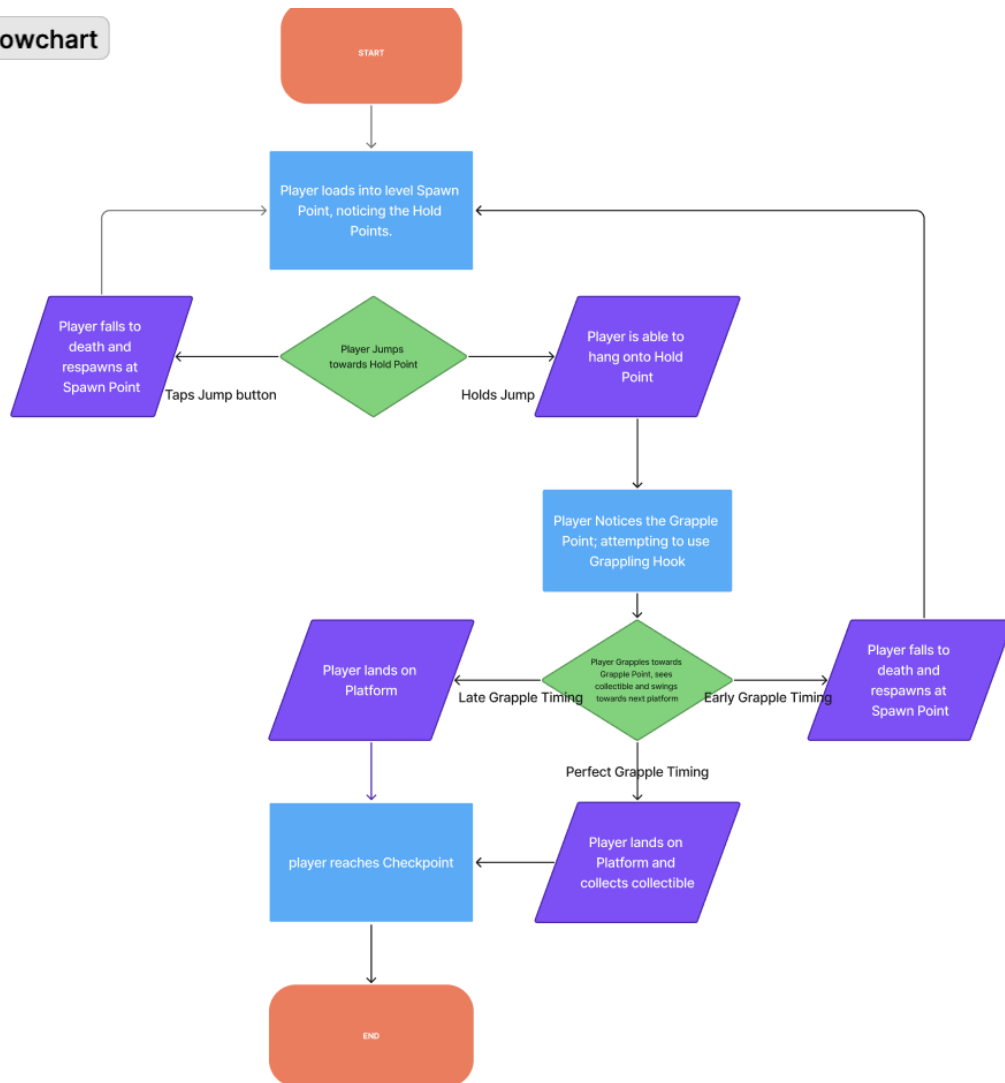 owchart
START
Player loads into level Spawn
Point, noticing the Hold
Points.
Player falls to
death and
respawns at
Spawn Point
Player Jumps
towards Hold Point
Player is able to
hang onto Hold
Point
Taps Jump button
Holds Jump
Player Notices the Grapple
Point; attempting to use
Grappling Hook
Player lands on
Platform
Player Grapples towards
Grapple Point, sees
collectible and swings
towards next platform
Player falls to
death and
respawns at
Spawn Point
Late Grapple Timing
Early Grapple Timing
Perfect Grapple Timing
player reaches Checkpoint
Player lands on
Platform and
collects collectible
END